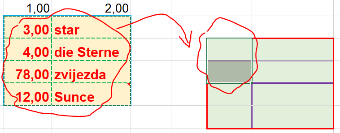 1,00 2,00
3,00 star
4,00 die Sterne
78,00 zvijezda
12,00 Sunce